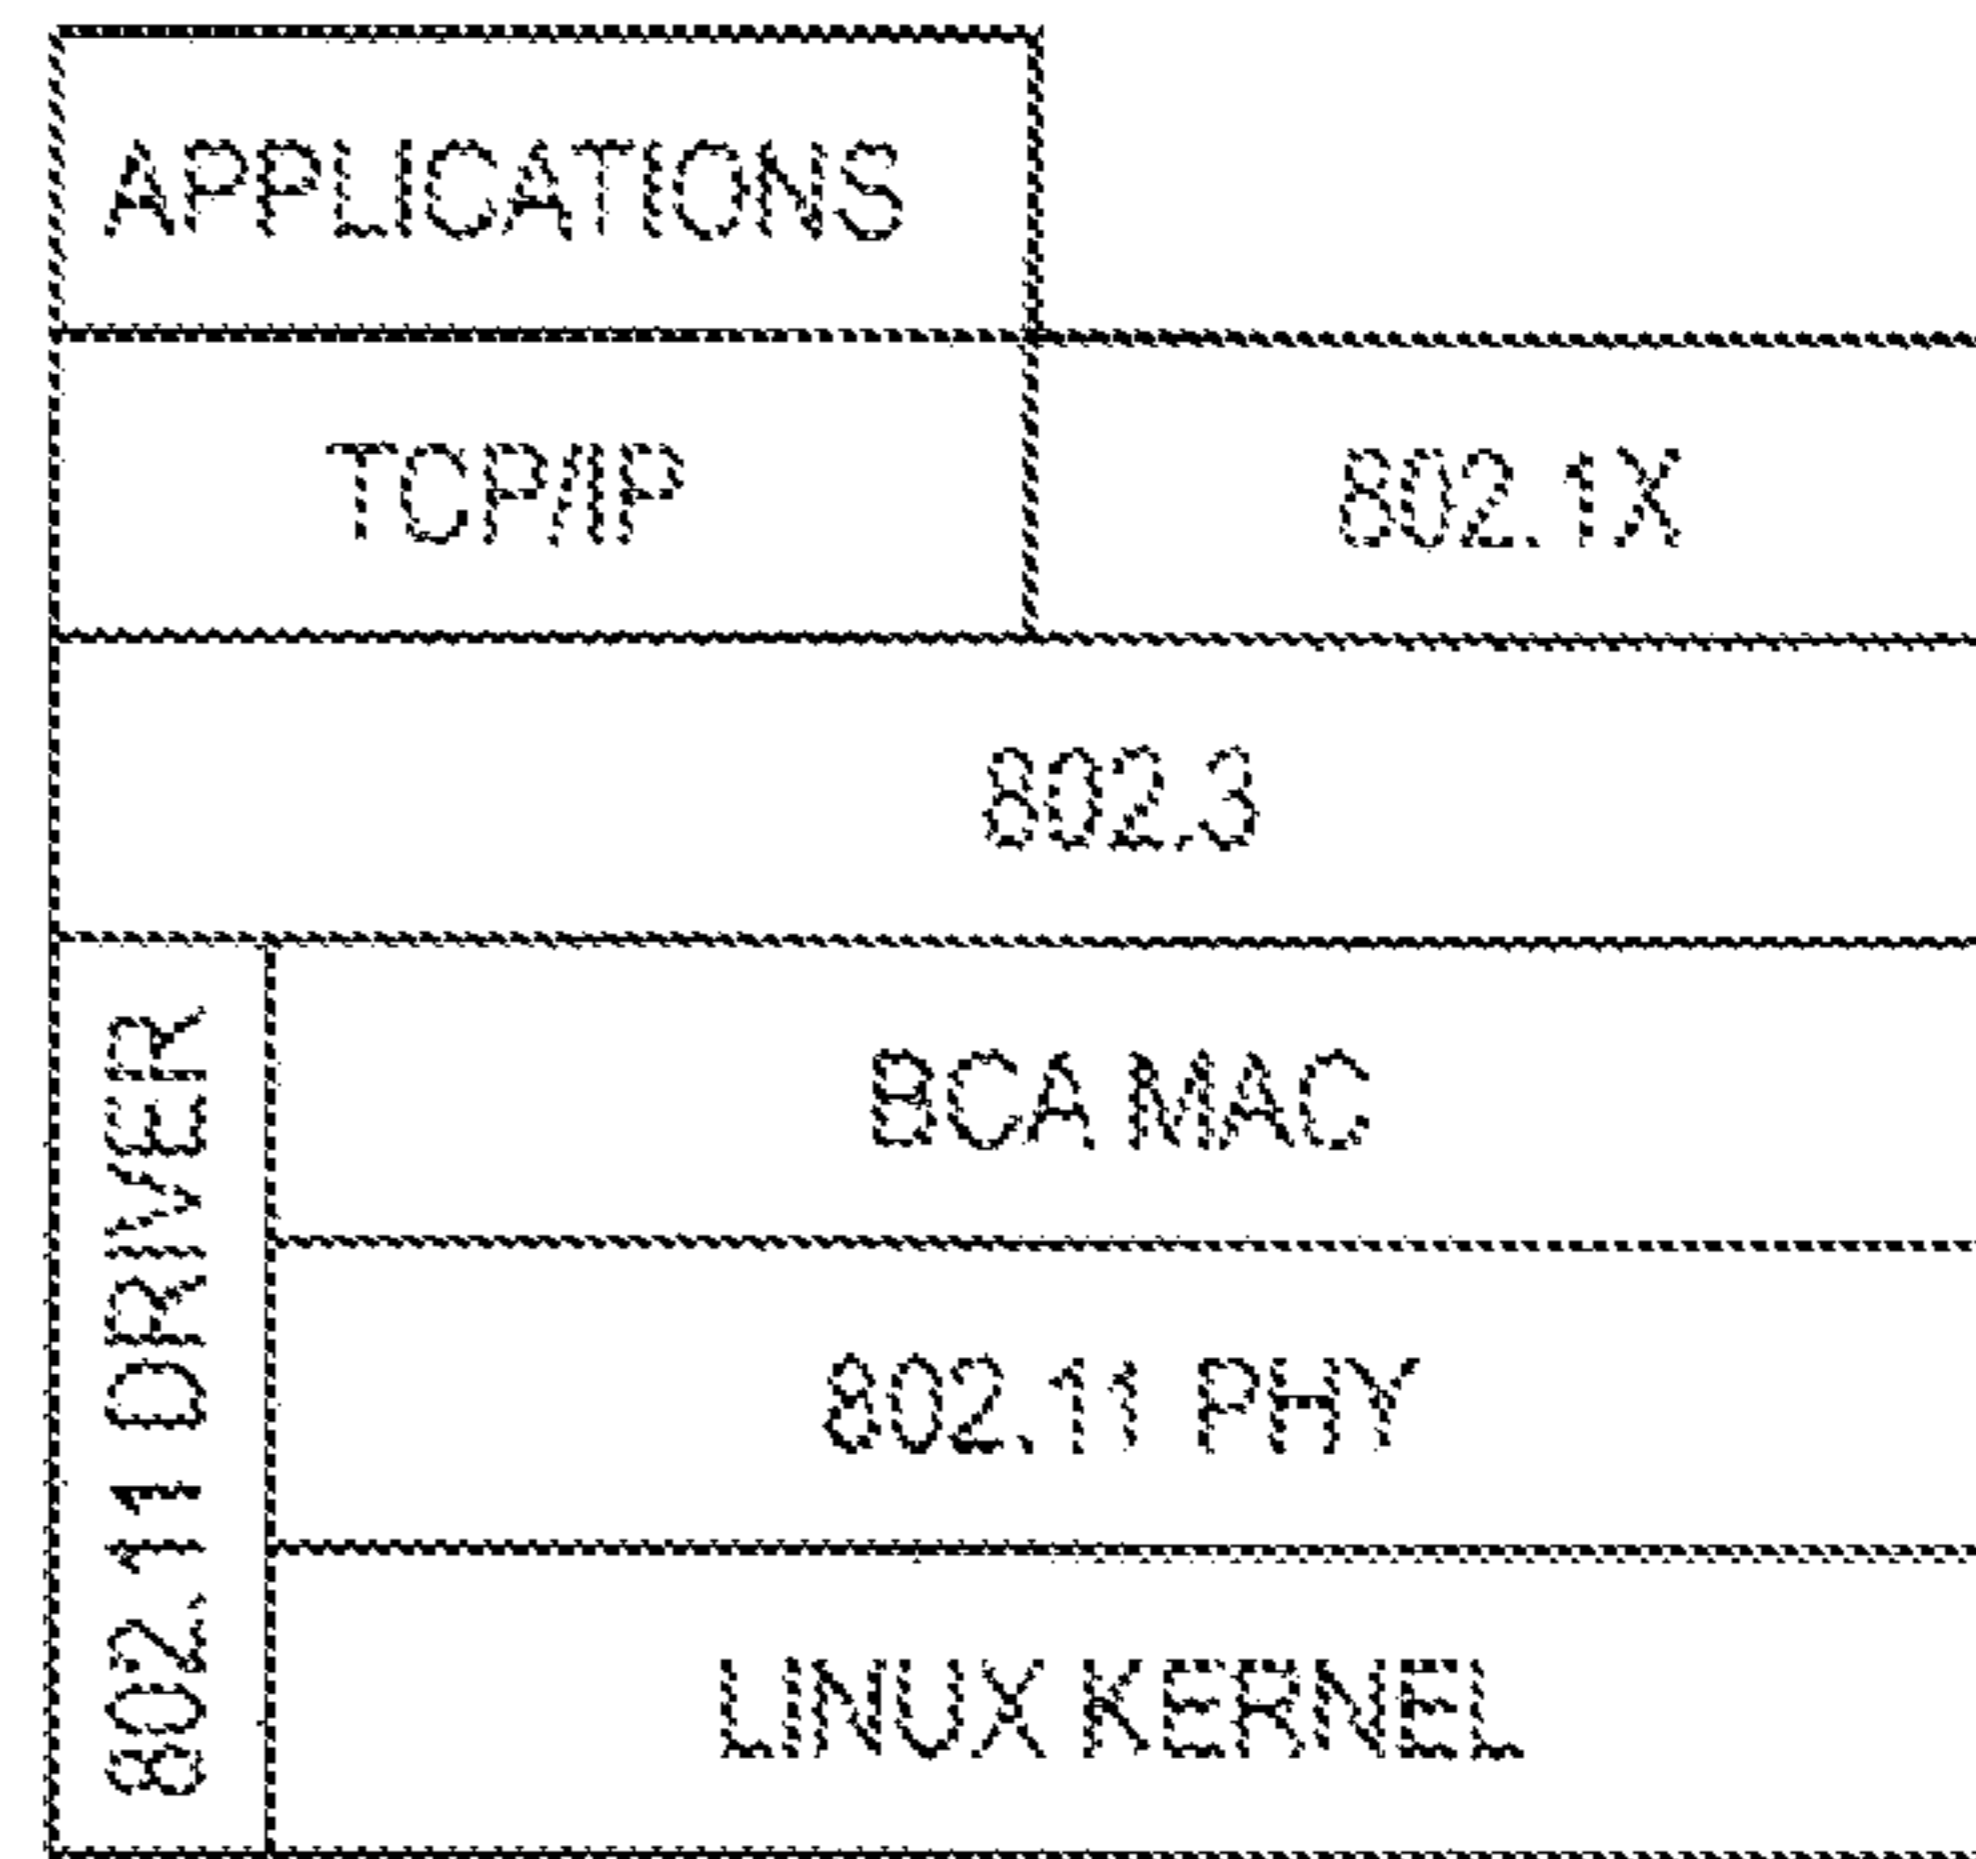 APPLICATIONS
TCP/IP
802.1X
802.3
802.11 DRIVER
BCA MAC
802.11 PHY
LINUX KERNEL